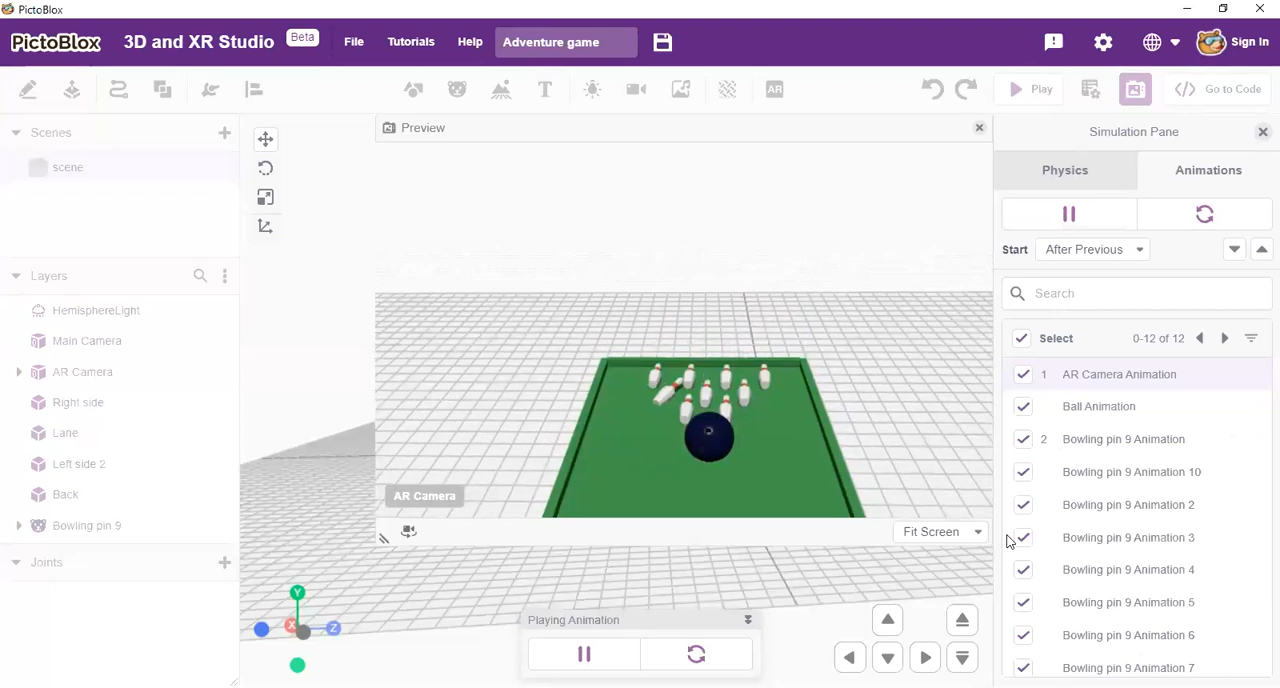 PictoBlox
PictoBlox 3D and XR Studio Beta File Tutorials Help Adventure game Sign In
Play Go to Code
Scenes
scene
Layers
HemisphereLight
Main Camera
AR Camera
Right side
Lane
Left side 2
Back
Bowling pin 9
Joints
Preview
AR Camera
Fit Screen
Y
X
Z
Playing Animation
Simulation Pane
Physics Animations
Start After Previous
Search
Select 0-12 of 12
1 AR Camera Animation
Ball Animation
2 Bowling pin 9 Animation
Bowling pin 9 Animation 10
Bowling pin 9 Animation 2
Bowling pin 9 Animation 3
Bowling pin 9 Animation 4
Bowling pin 9 Animation 5
Bowling pin 9 Animation 6
Bowling pin 9 Animation 7